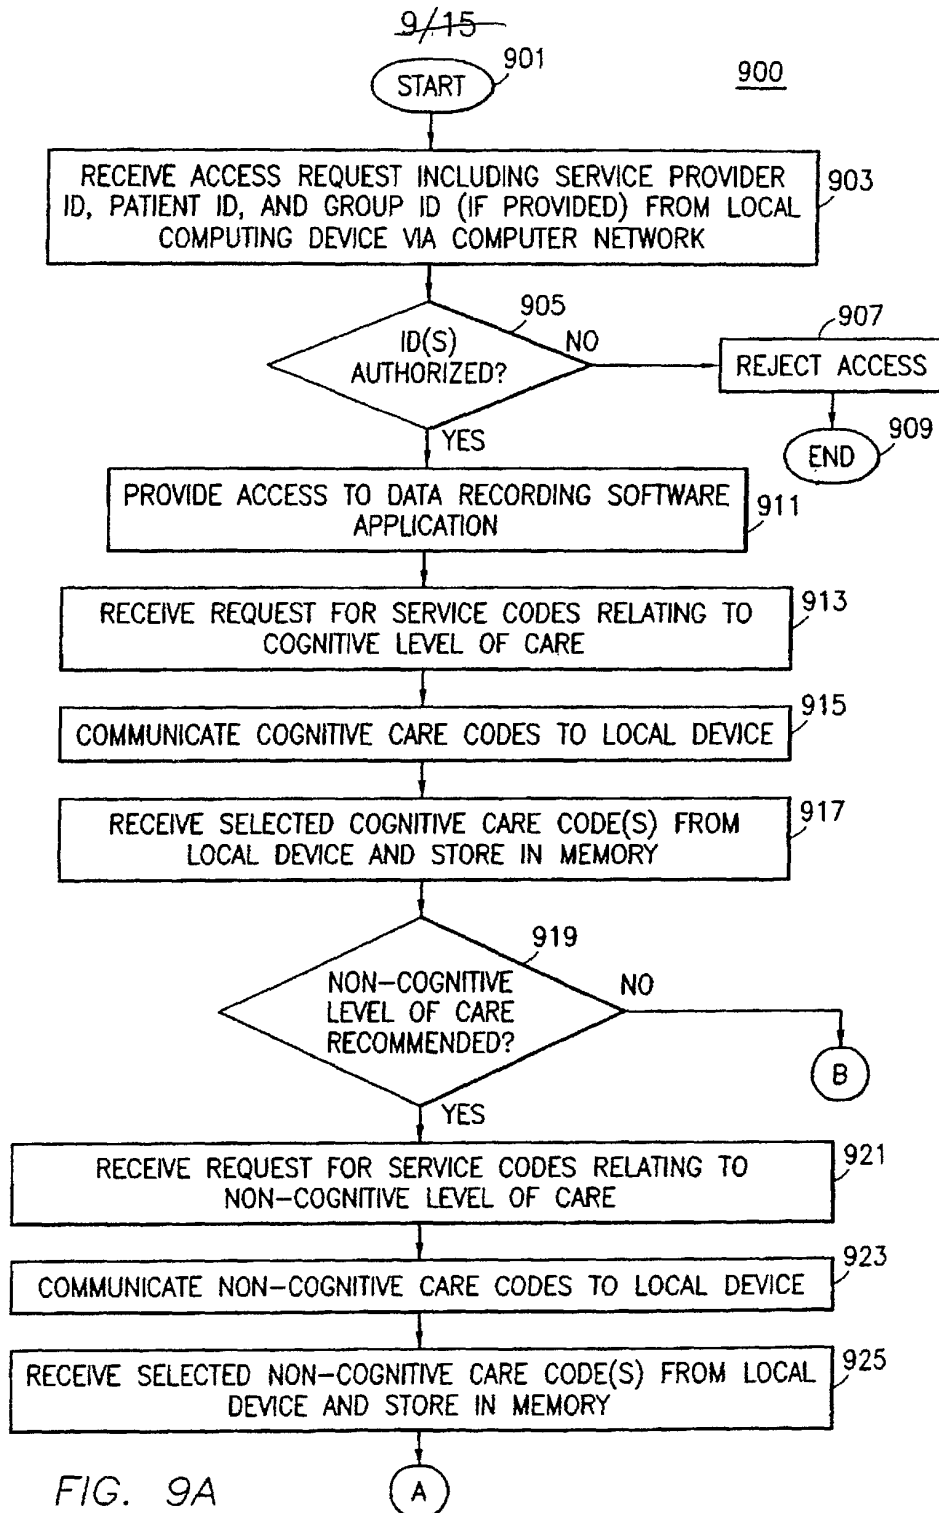 9/15
START
901
900
RECEIVE ACCESS REQUEST INCLUDING SERVICE PROVIDER
ID, PATIENT ID, AND GROUP ID (IF PROVIDED) FROM LOCAL
COMPUTING DEVICE VIA COMPUTER NETWORK
903
905
ID(S)
AUTHORIZED?
NO
907
REJECT ACCESS
END
909
YES
PROVIDE ACCESS TO DATA RECORDING SOFTWARE
APPLICATION
911
RECEIVE REQUEST FOR SERVICE CODES RELATING TO
COGNITIVE LEVEL OF CARE
913
COMMUNICATE COGNITIVE CARE CODES TO LOCAL DEVICE
915
RECEIVE SELECTED COGNITIVE CARE CODE(S) FROM
LOCAL DEVICE AND STORE IN MEMORY
917
919
NON-COGNITIVE
LEVEL OF CARE
RECOMMENDED?
NO
B
YES
RECEIVE REQUEST FOR SERVICE CODES RELATING TO
NON-COGNITIVE LEVEL OF CARE
921
COMMUNICATE NON-COGNITIVE CARE CODES TO LOCAL DEVICE
923
RECEIVE SELECTED NON-COGNITIVE CARE CODE(S) FROM LOCAL
DEVICE AND STORE IN MEMORY
925
A
FIG. 9A